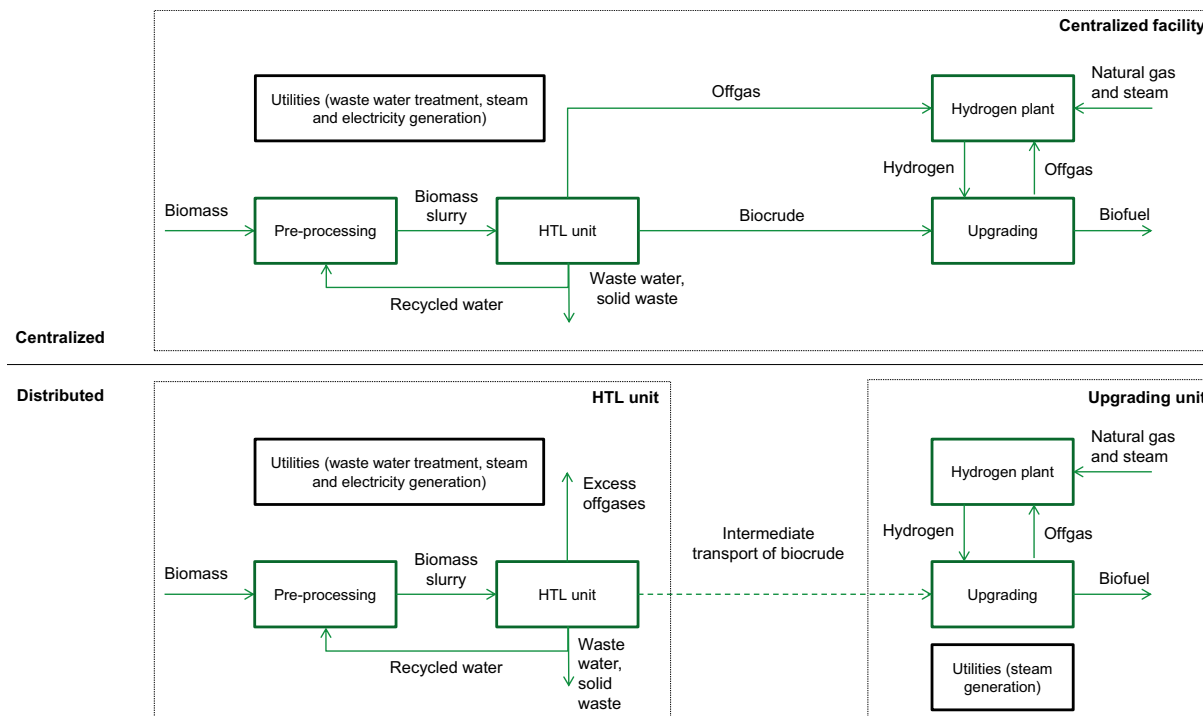 Centralized facility
Utilities (waste water treatment, steam
and electricity generation)
Offgas
Hydrogen plant
Natural gas
and steam
Hydrogen
Offgas
Biomass
Pre-processing
Biomass
slurry
HTL unit
Biocrude
Upgrading
Biofuel
Recycled water
Waste water,
solid waste
Centralized
Distributed
HTL unit
Upgrading unit
Utilities (waste water treatment, steam
and electricity generation)
Excess
offgases
Hydrogen plant
Natural gas
and steam
Intermediate
transport of biocrude
Hydrogen
Offgas
Biomass
Pre-processing
Biomass
slurry
HTL unit
Upgrading
Biofuel
Recycled water
Waste
water,
solid
waste
Utilities (steam
generation)